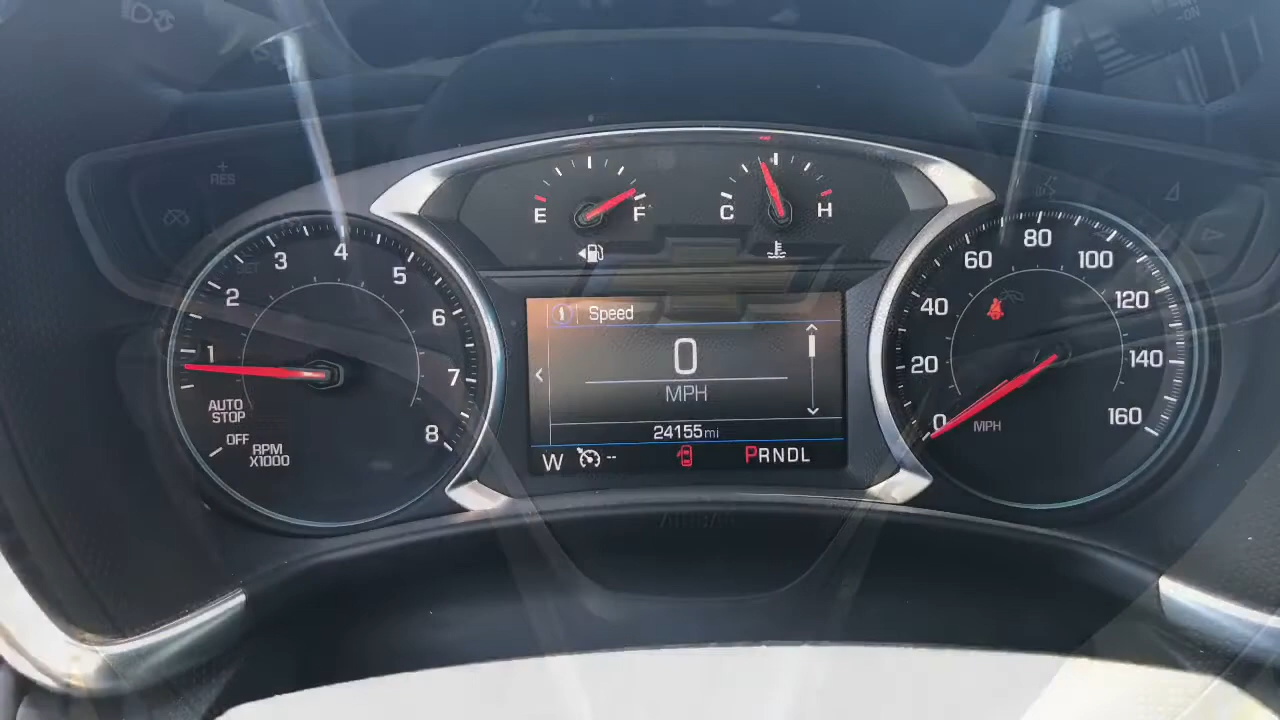 -ON
+
RES
E
F
C
H
1
2
3
4
5
6
7
8
AUTO
STOP
OFF
RPM
X1000
Speed
0
MPH
24155 mi
W
--
PRNDL
0
20
40
60
80
100
120
140
160
MPH